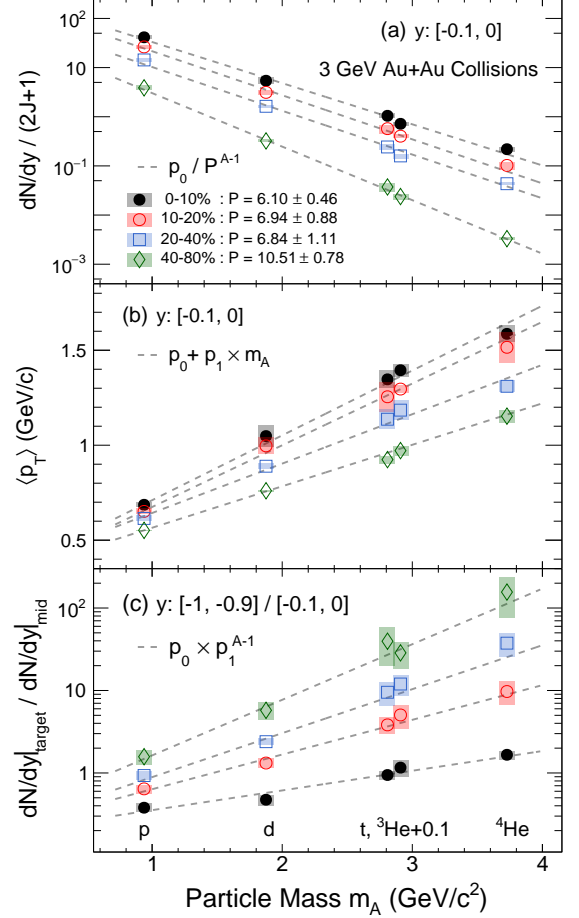 10²
(a) y: [-0.1, 0]
10
3 GeV Au+Au Collisions
dN/dy / (2J+1)
10⁻¹
p₀ / P^{A-1}
0-10% : P = 6.10 ± 0.46
10-20% : P = 6.94 ± 0.88
20-40% : P = 6.84 ± 1.11
40-80% : P = 10.51 ± 0.78
10⁻³
(b) y: [-0.1, 0]
1.5
p₀+ p₁ × m_A
⟨p_T⟩ (GeV/c)
1
0.5
(c) y: [-1, -0.9] / [-0.1, 0]
10²
p₀ × p₁^{A-1}
dN/dy|_target / dN/dy|_mid
10
1
p d t, ³He+0.1 ⁴He
1 2 3 4
Particle Mass m_A (GeV/c²)